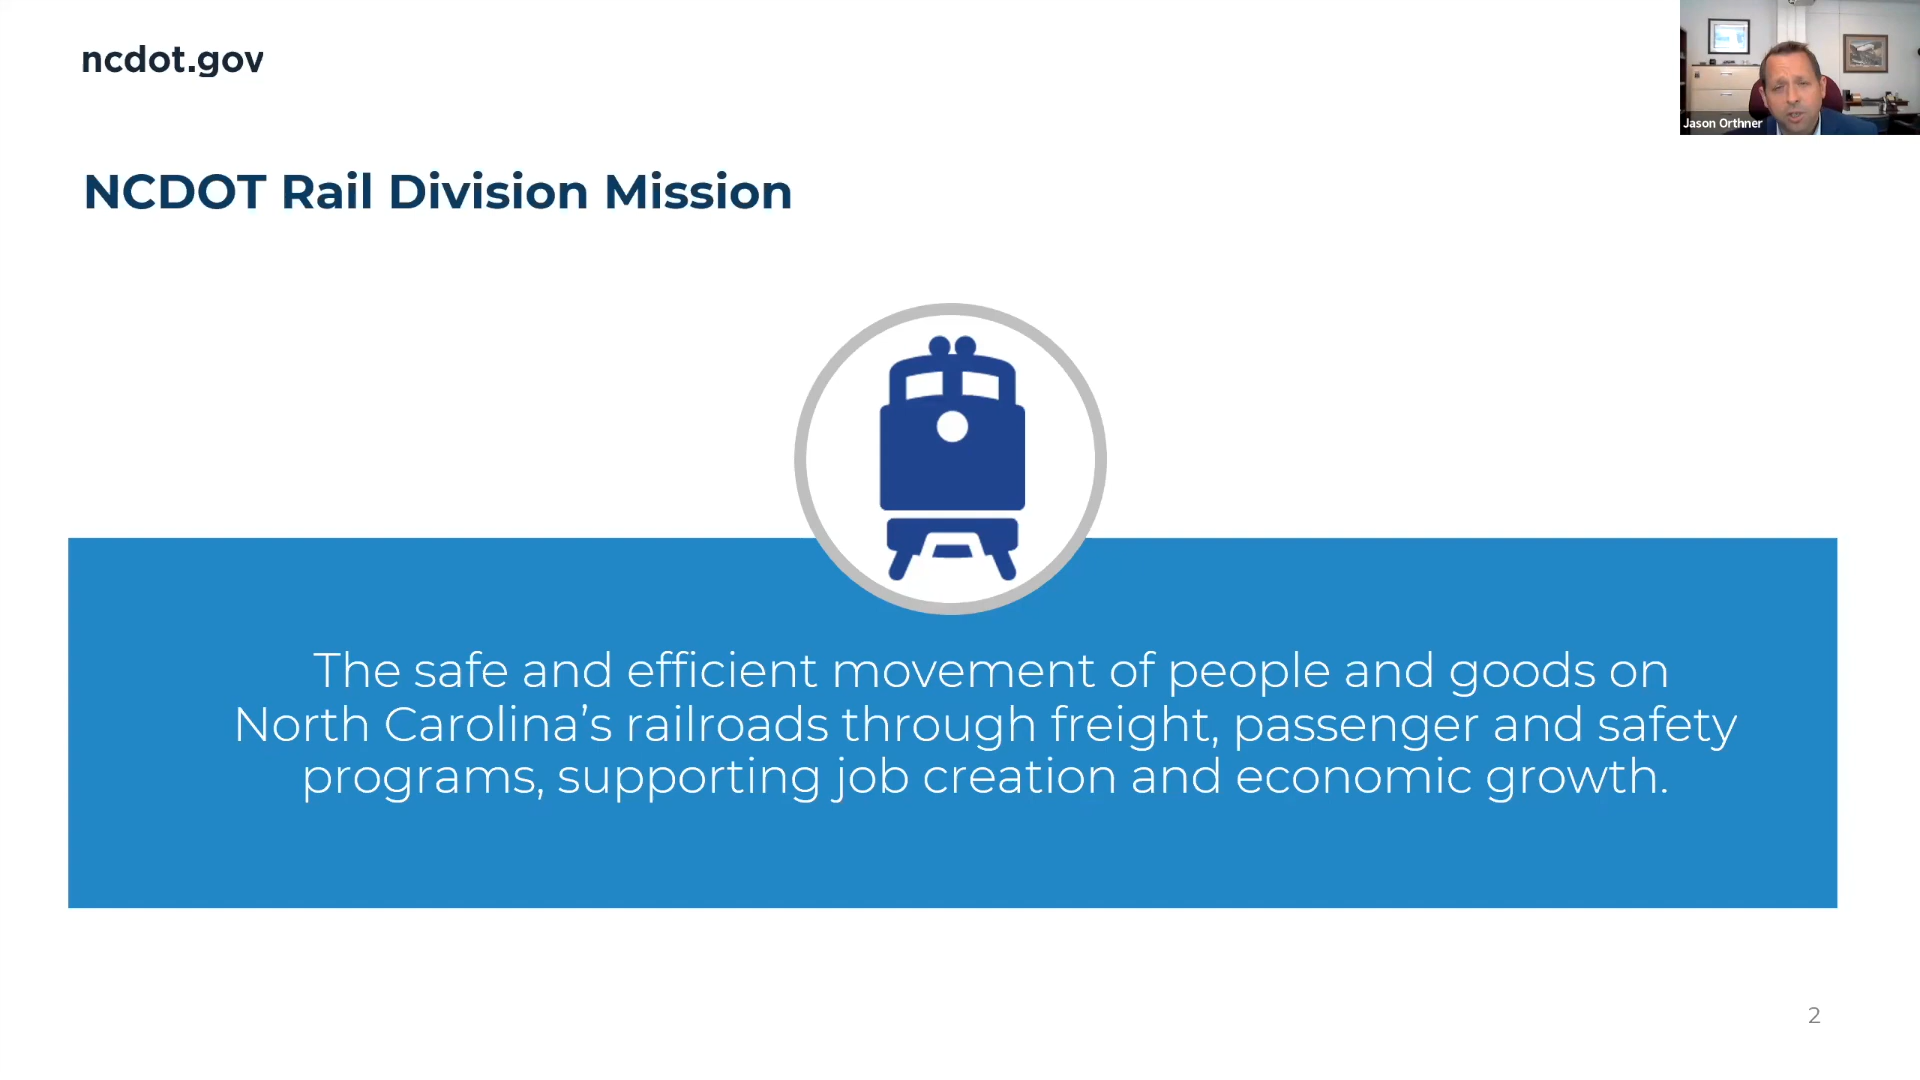 ncdot.gov
Jason Orthner
NCDOT Rail Division Mission
The safe and efficient movement of people and goods on
North Carolina’s railroads through freight, passenger and safety
programs, supporting job creation and economic growth.
2